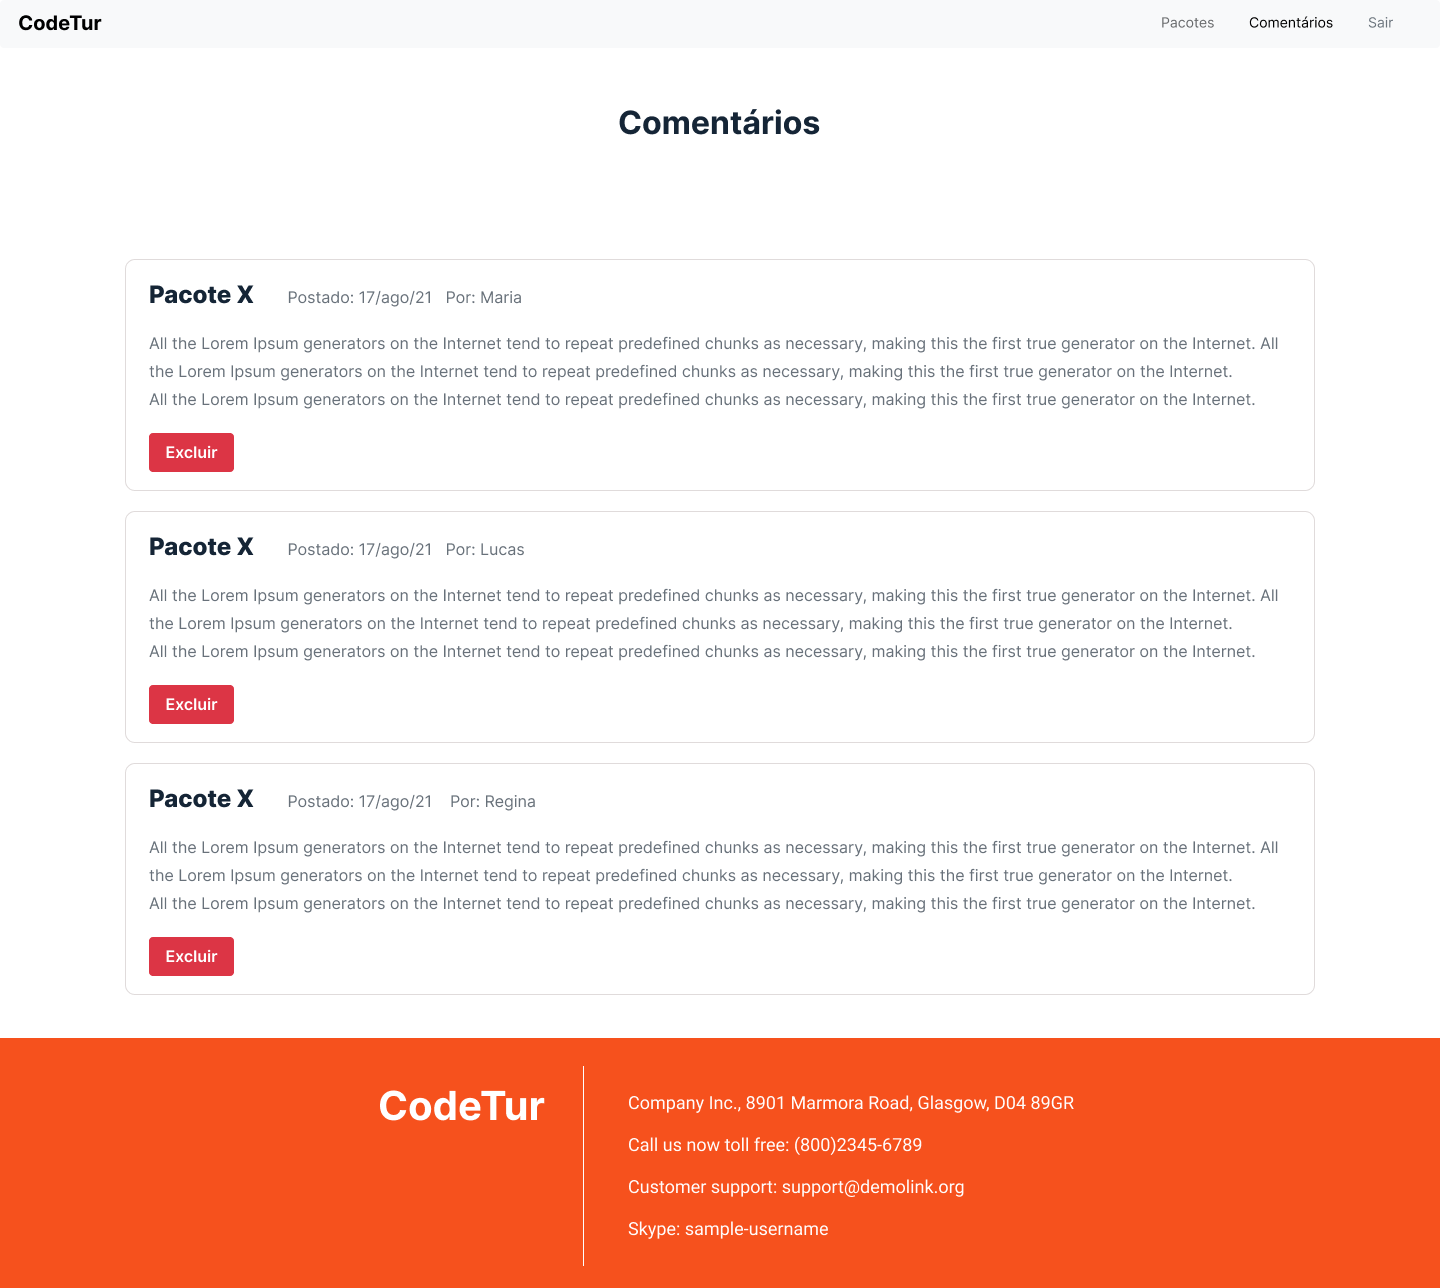 CodeTur
Pacotes
Comentários
Sair
Comentários
Pacote X
Postado: 17/ago/21 Por: Maria
All the Lorem Ipsum generators on the Internet tend to repeat predefined chunks as necessary, making this the first true generator on the Internet. All
the Lorem Ipsum generators on the Internet tend to repeat predefined chunks as necessary, making this the first true generator on the Internet.
All the Lorem Ipsum generators on the Internet tend to repeat predefined chunks as necessary, making this the first true generator on the Internet.
Excluir
Pacote X
Postado: 17/ago/21 Por: Lucas
All the Lorem Ipsum generators on the Internet tend to repeat predefined chunks as necessary, making this the first true generator on the Internet. All
the Lorem Ipsum generators on the Internet tend to repeat predefined chunks as necessary, making this the first true generator on the Internet.
All the Lorem Ipsum generators on the Internet tend to repeat predefined chunks as necessary, making this the first true generator on the Internet.
Excluir
Pacote X
Postado: 17/ago/21 Por: Regina
All the Lorem Ipsum generators on the Internet tend to repeat predefined chunks as necessary, making this the first true generator on the Internet. All
the Lorem Ipsum generators on the Internet tend to repeat predefined chunks as necessary, making this the first true generator on the Internet.
All the Lorem Ipsum generators on the Internet tend to repeat predefined chunks as necessary, making this the first true generator on the Internet.
Excluir
CodeTur
Company Inc., 8901 Marmora Road, Glasgow, D04 89GR
Call us now toll free: (800)2345-6789
Customer support: support@demolink.org
Skype: sample-username